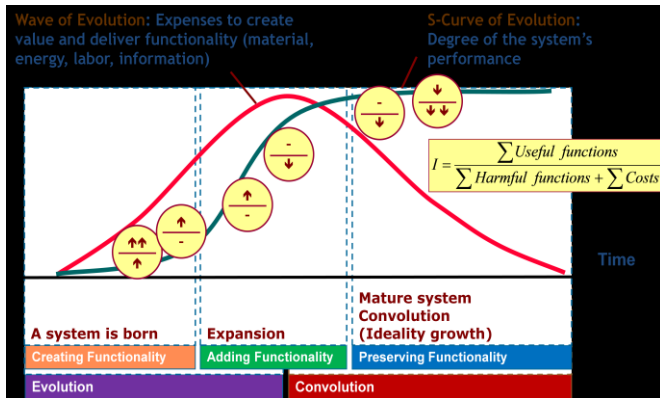 Wave of Evolution: Expenses to create
value and deliver functionality (material,
energy, labor, information)
S-Curve of Evolution:
Degree of the system's
performance
↑↑
↑
↑
-
↑
-
-
↓
-
↓
↓
↓↓
I = ∑ Useful functions / ∑ Harmful functions + ∑ Costs
Time
A system is born
Expansion
Mature system
Convolution
(Ideality growth)
Creating Functionality
Adding Functionality
Preserving Functionality
Evolution
Convolution